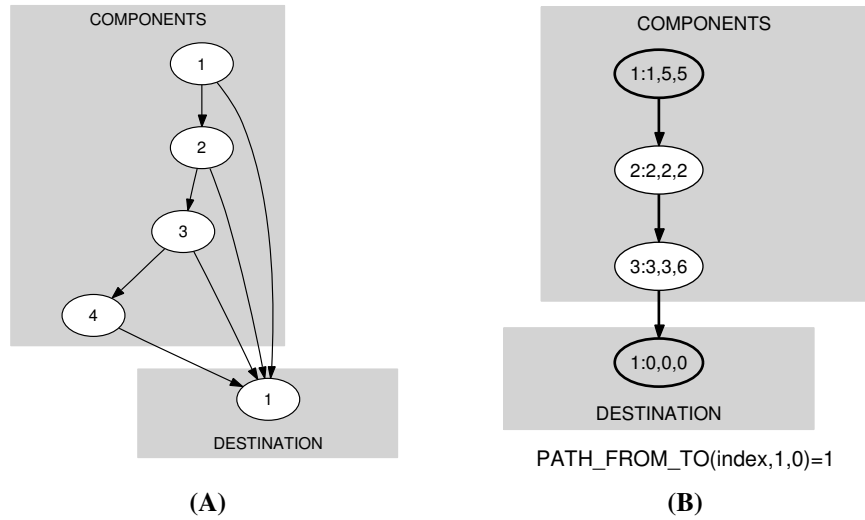 COMPONENTS
1
2
3
4
1
DESTINATION
(A)
COMPONENTS
1:1,5,5
2:2,2,2
3:3,3,6
1:0,0,0
DESTINATION
PATH_FROM_TO(index,1,0)=1
(B)